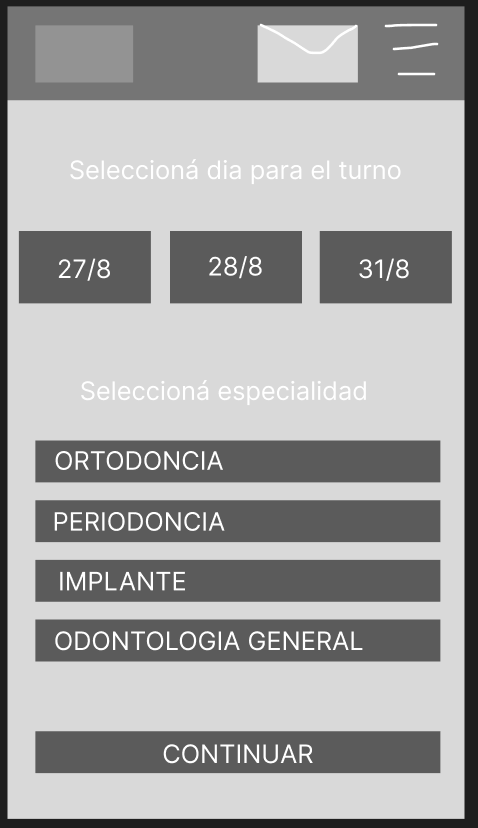 Seleccioná dia para el turno
27/8 28/8 31/8
Seleccioná especialidad
ORTODONCIA
PERIODONCIA
IMPLANTE
ODONTOLOGIA GENERAL
CONTINUAR